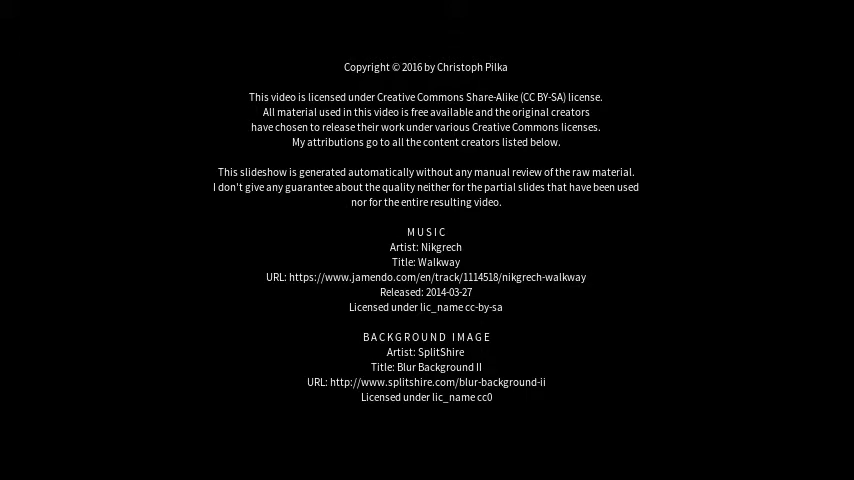 Copyright © 2016 by Christoph Pilka
This video is licensed under Creative Commons Share-Alike (CC BY-SA) license.
All material used in this video is free available and the original creators
have chosen to release their work under various Creative Commons licenses.
My attributions go to all the content creators listed below.
This slideshow is generated automatically without any manual review of the raw material.
I don't give any guarantee about the quality neither for the partial slides that have been used
nor for the entire resulting video.
MUSIC
Artist: Nikgrech
Title: Walkway
URL: https://www.jamendo.com/en/track/1114518/nikgrech-walkway
Released: 2014-03-27
Licensed under lic_name cc-by-sa
BACKGROUND IMAGE
Artist: SplitShire
Title: Blur Background II
URL: http://www.splitshire.com/blur-background-ii
Licensed under lic_name cc0